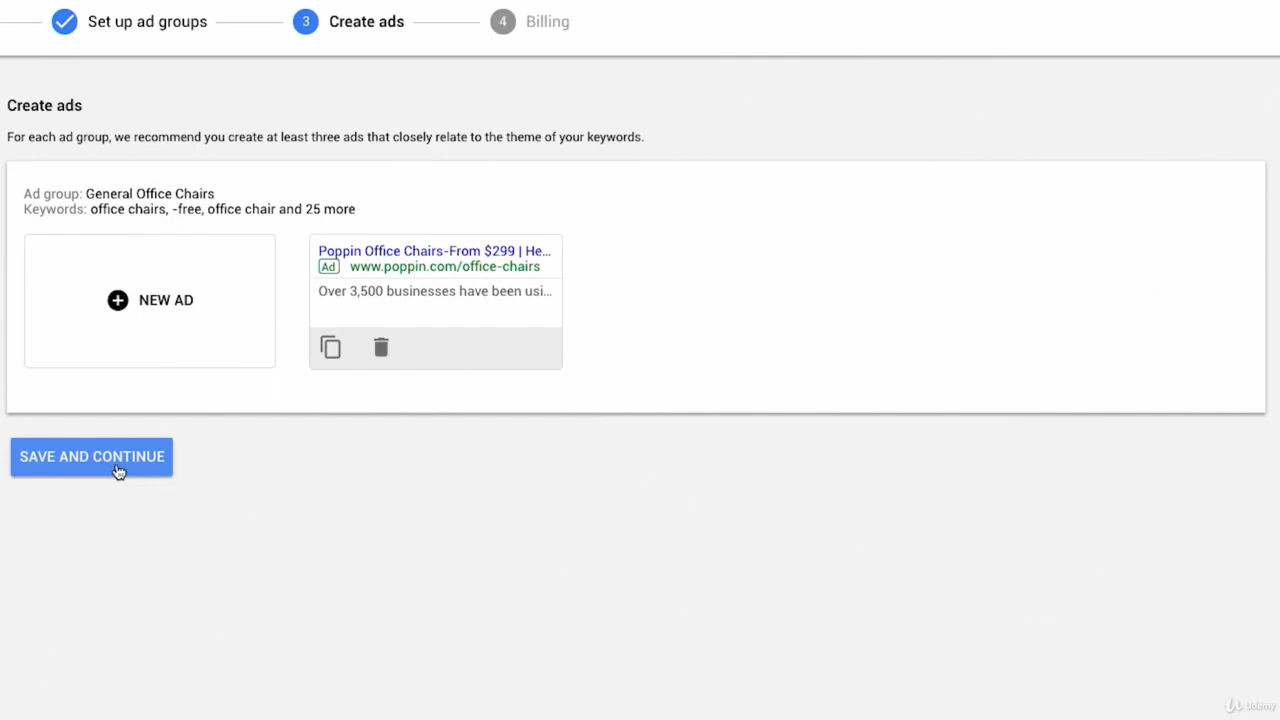 Set up ad groups
3 Create ads
4 Billing
Create ads
For each ad group, we recommend you create at least three ads that closely relate to the theme of your keywords.
Ad group: General Office Chairs
Keywords: office chairs, -free, office chair and 25 more
NEW AD
Poppin Office Chairs-From $299 | He...
Ad www.poppin.com/office-chairs
Over 3,500 businesses have been usi...
SAVE AND CONTINUE
Udemy